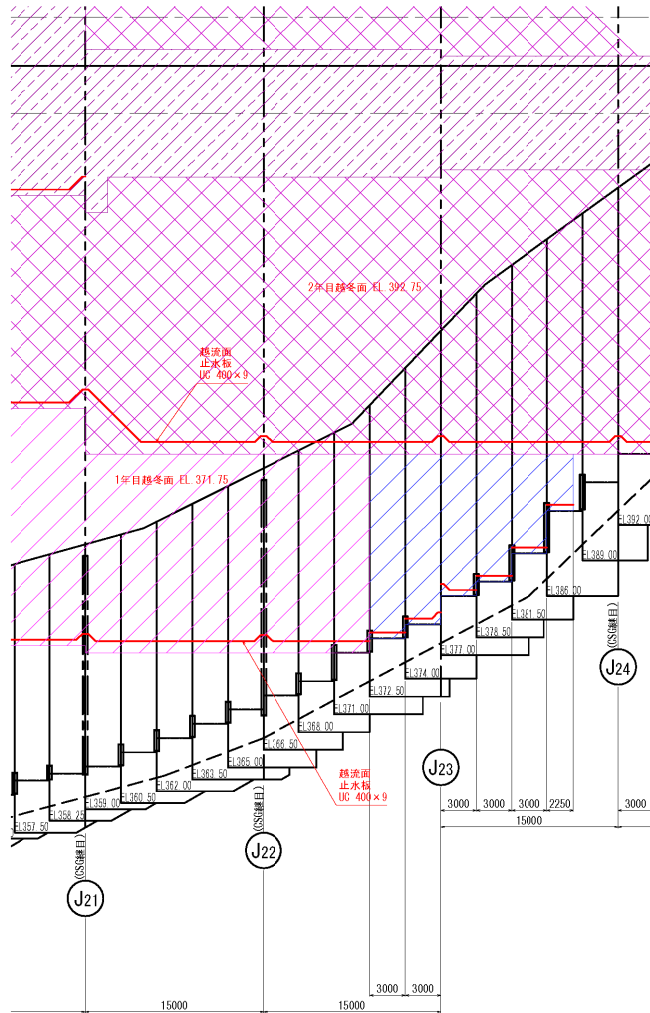 2年目越冬面 EL.392.75
越流面
止水板
UC 400×9
1年目越冬面 EL.371.75
EL392.00
EL389.00
EL386.00
EL381.50
EL378.50
EL377.00
EL374.00
EL372.50
EL371.00
EL368.00
EL366.50
EL365.00
EL363.50
EL362.00
EL360.50
EL359.00
EL358.25
EL357.50
(CSG継目)
J24
J23
越流面
止水板
UC 400×9
(CSG継目)
J22
(CSG継目)
J21
3000
3000
3000
2250
3000
15000
3000
3000
15000
15000